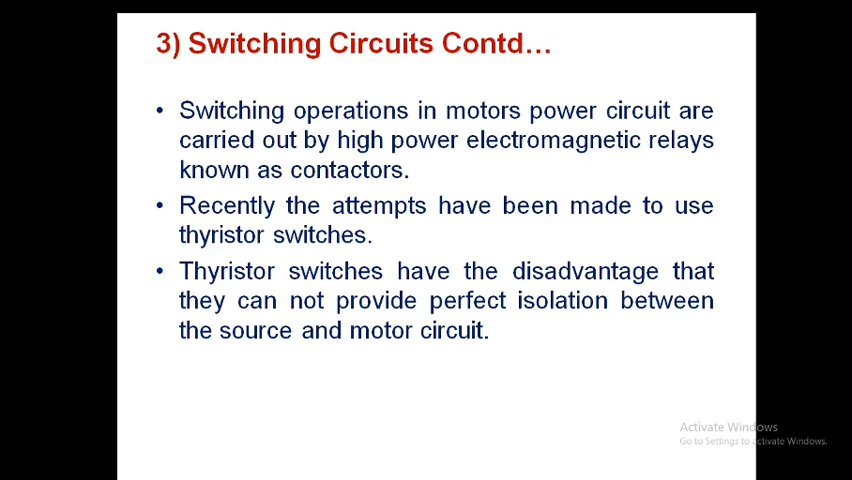 3) Switching Circuits Contd…
• Switching operations in motors power circuit are
carried out by high power electromagnetic relays
known as contactors.
• Recently the attempts have been made to use
thyristor switches.
• Thyristor switches have the disadvantage that
they can not provide perfect isolation between
the source and motor circuit.
Activate Windows
Go to Settings to activate Windows.